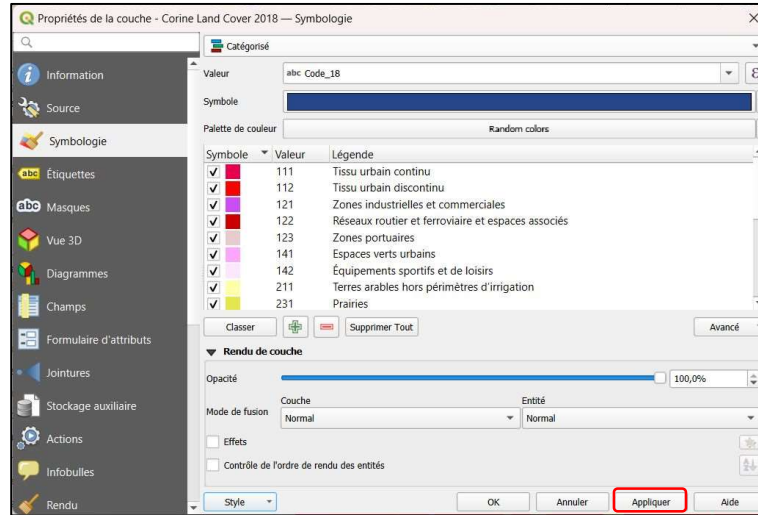 Propriétés de la couche - Corine Land Cover 2018 — Symbologie
Catégorisé
Information
Source
Symbologie
abc Étiquettes
abc Masques
Vue 3D
Diagrammes
Champs
Formulaire d'attributs
Jointures
Stockage auxiliaire
Actions
Infobulles
Rendu
Valeur abc Code_18 ε
Symbole
Palette de couleur Random colors
Symbole Valeur Légende
111 Tissu urbain continu
112 Tissu urbain discontinu
121 Zones industrielles et commerciales
122 Réseaux routier et ferroviaire et espaces associés
123 Zones portuaires
141 Espaces verts urbains
142 Équipements sportifs et de loisirs
211 Terres arables hors périmètres d'irrigation
231 Prairies
Classer Supprimer Tout Avancé
Rendu de couche
Opacité 100,0%
Couche Entité
Mode de fusion Normal Normal
Effets
Contrôle de l'ordre de rendu des entités
Style OK Annuler Appliquer Aide